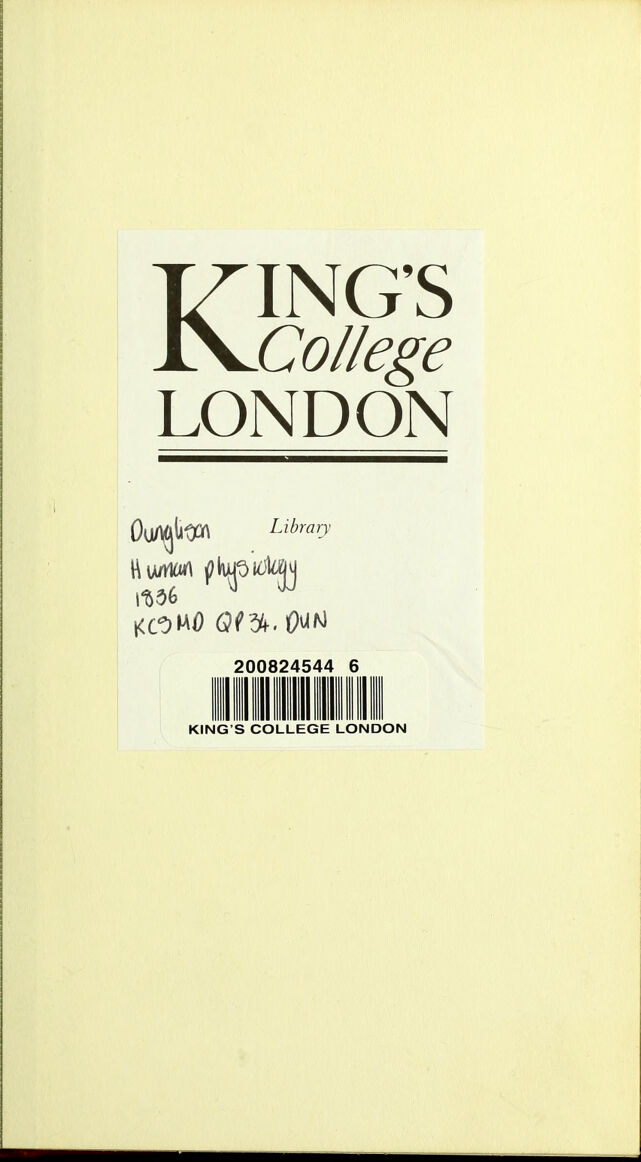 KING'S
College
LONDON
Library
Dunglison
Human physiology
1836
KCSMD QP34. DUN
200824544 6
KING'S COLLEGE LONDON